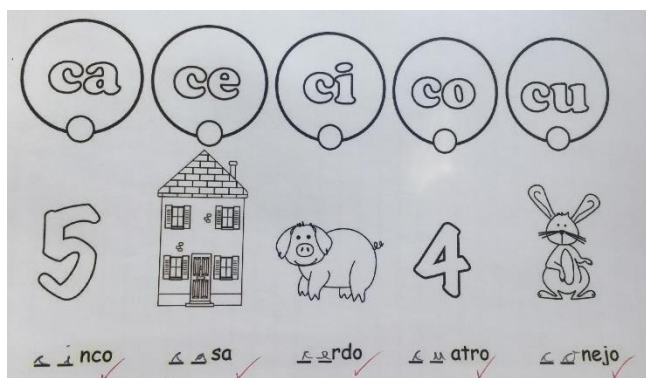 ca ce ci co cu
5 4
ci nco ca sa ce rdo cu atro co nejo